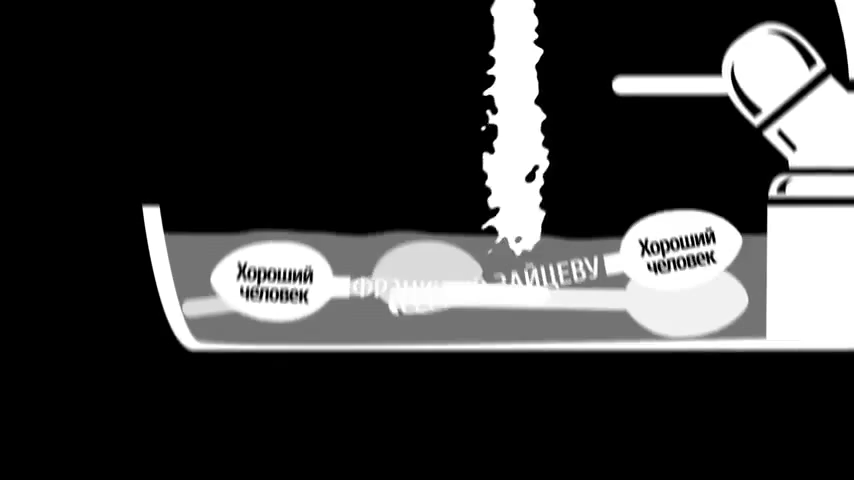 Хороший
человек
ЗАЙЦЕВУ
Хороший
человек